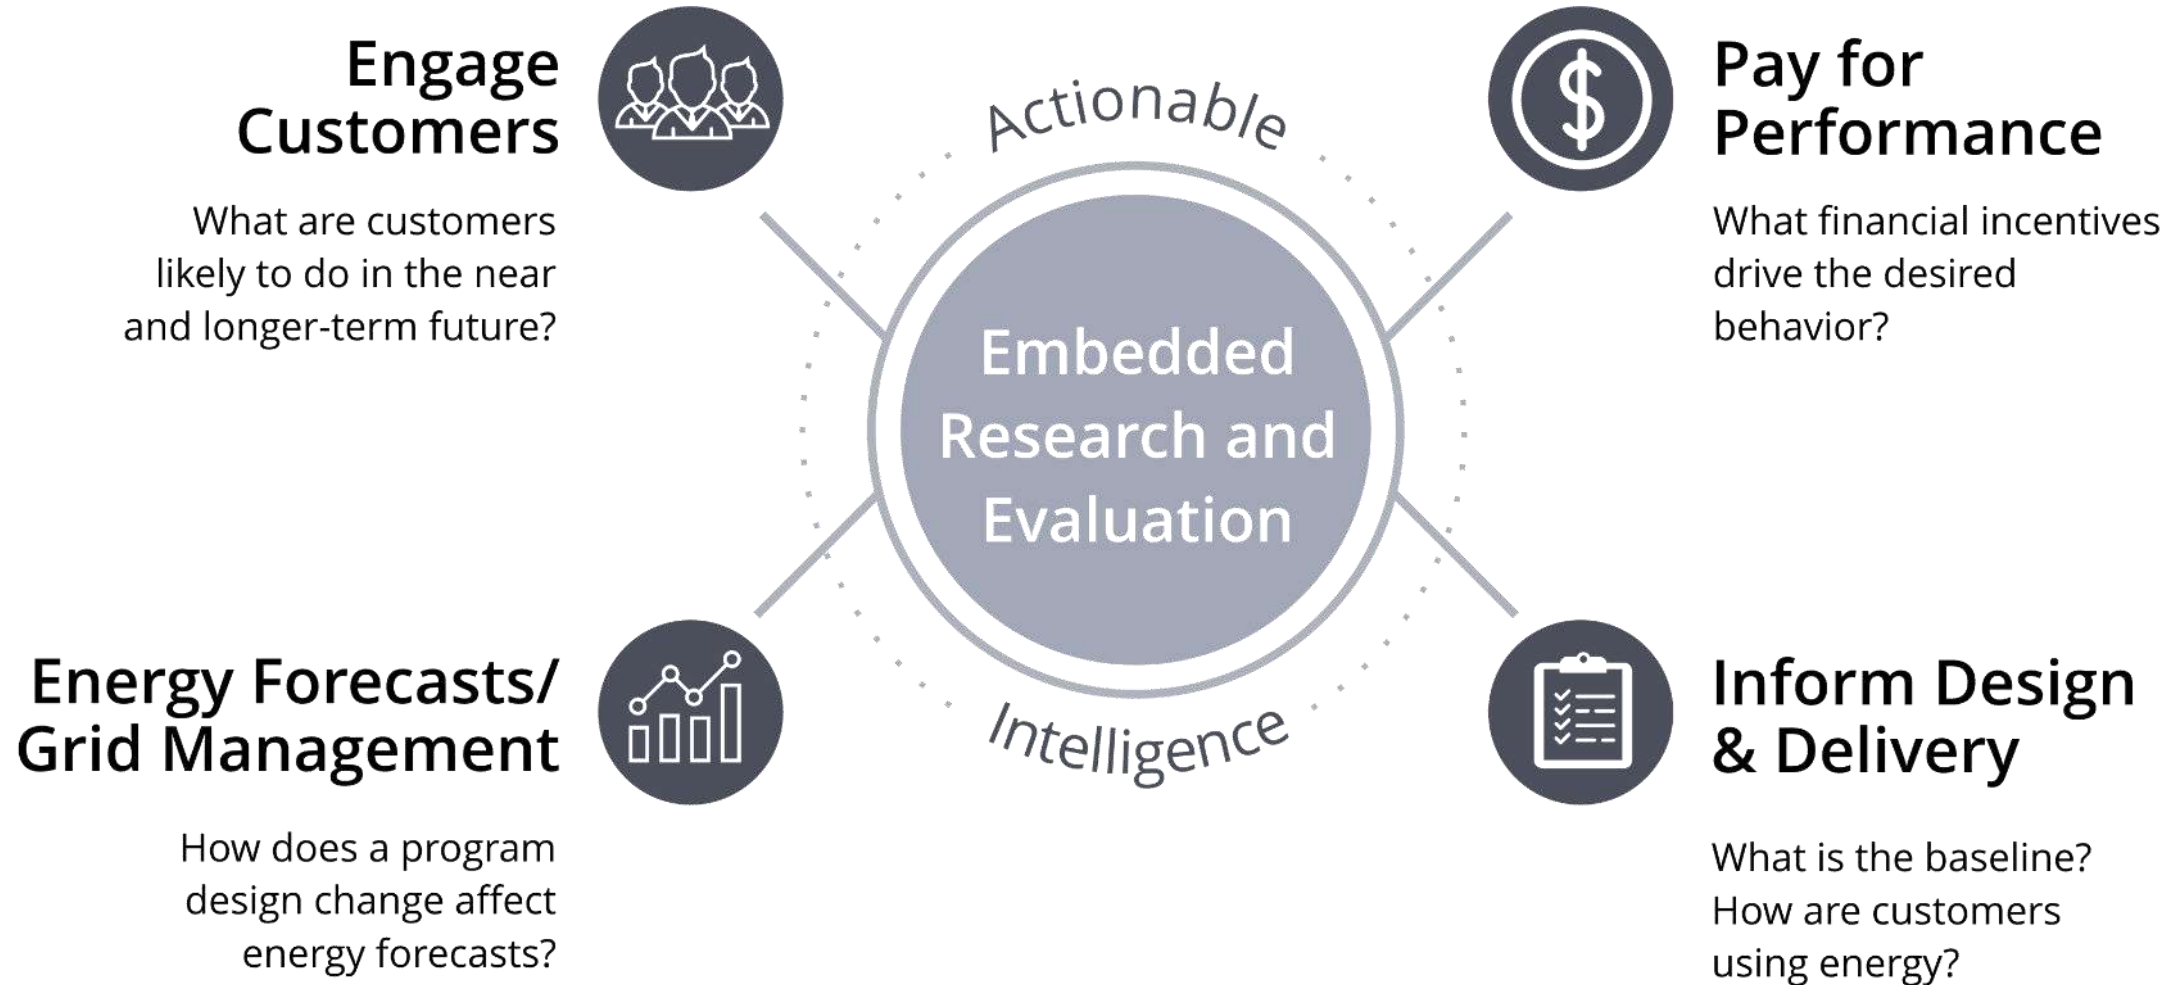 Engage
Customers
What are customers
likely to do in the near
and longer-term future?
Actionable
Embedded
Research and
Evaluation
Intelligence
Pay for
Performance
What financial incentives
drive the desired
behavior?
Energy Forecasts/
Grid Management
How does a program
design change affect
energy forecasts?
Inform Design
& Delivery
What is the baseline?
How are customers
using energy?